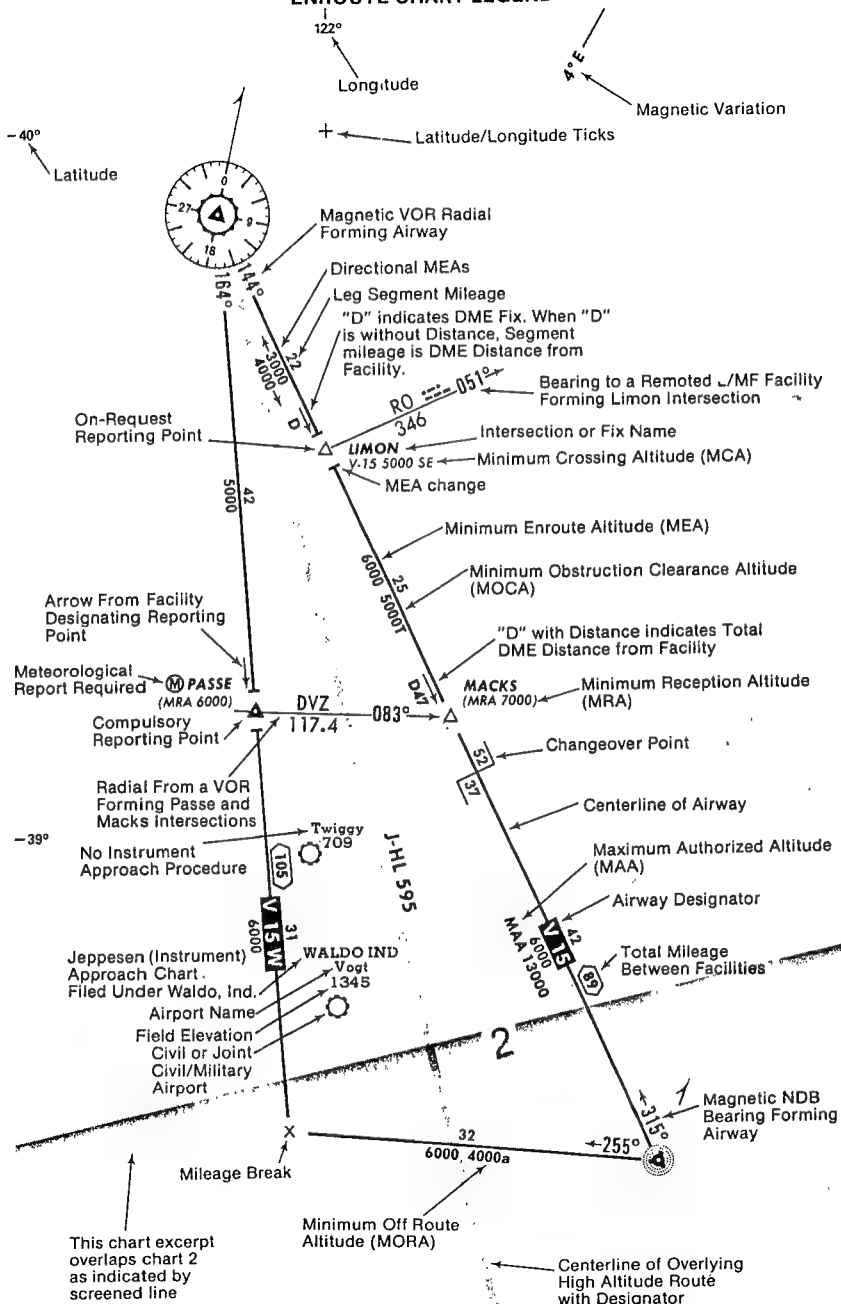 ENROUTE CHART LEGEND
122°
Longitude
4°E
Magnetic Variation
-40°
Latitude/Longitude Ticks
Latitude
0
27
9
18
Magnetic VOR Radial
Forming Airway
164°
144°
Directional MEAs
Leg Segment Mileage
"D" indicates DME Fix. When "D"
is without Distance, Segment
mileage is DME Distance from
Facility.
22
3000
4000
D
RO
051°
346
Bearing to a Remoted L/MF Facility
Forming Limon Intersection
On-Request
Reporting Point
LIMON
Intersection or Fix Name
V-15 5000 SE
Minimum Crossing Altitude (MCA)
MEA change
42
5000
Minimum Enroute Altitude (MEA)
25
6000 5000T
Minimum Obstruction Clearance Altitude
(MOCA)
Arrow From Facility
Designating Reporting
Point
"D" with Distance indicates Total
DME Distance from Facility
D47
Meteorological
Report Required
M PASSE
(MRA 6000)
MACKS
(MRA 7000)
Minimum Reception Altitude
(MRA)
DVZ
117.4
083°
Compulsory
Reporting Point
52
37
Changeover Point
Radial From a VOR
Forming Passe and
Macks Intersections
Centerline of Airway
-39°
Twiggy
709
No Instrument
Approach Procedure
105
J-HL 595
Maximum Authorized Altitude
(MAA)
Airway Designator
V 15 W
31
6000
V 15
42
6000
MAA 13000
89
Total Mileage
Between Facilities
Jeppesen (Instrument)
Approach Chart
Filed Under Waldo, Ind.
WALDO IND
Vogt
1345
Airport Name
Field Elevation
Civil or Joint
Civil/Military
Airport
2
315°
Magnetic NDB
Bearing Forming
Airway
32
6000 4000a
255°
Mileage Break
Minimum Off Route
Altitude (MORA)
This chart excerpt
overlaps chart 2
as indicated by
screened line
Centerline of Overlying
High Altitude Route
with Designator